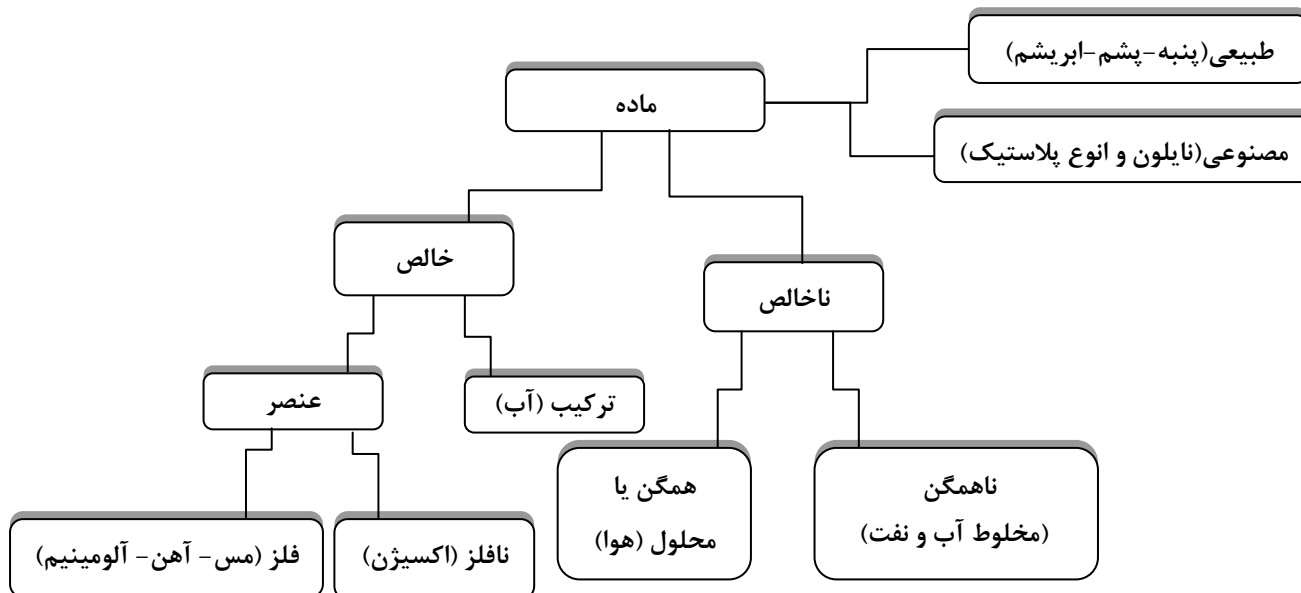 طبیعی(پنبه-پشم-ابریشم)
ماده
مصنوعی(نایلون و انوع پلاستیک)
خالص
ناخالص
عنصر
ترکیب (آب)
همگن یا
محلول (هوا)
ناهمگن
(مخلوط آب و نفت)
نافلز (اکسیژن)
فلز (مس- آهن- آلومینیم)